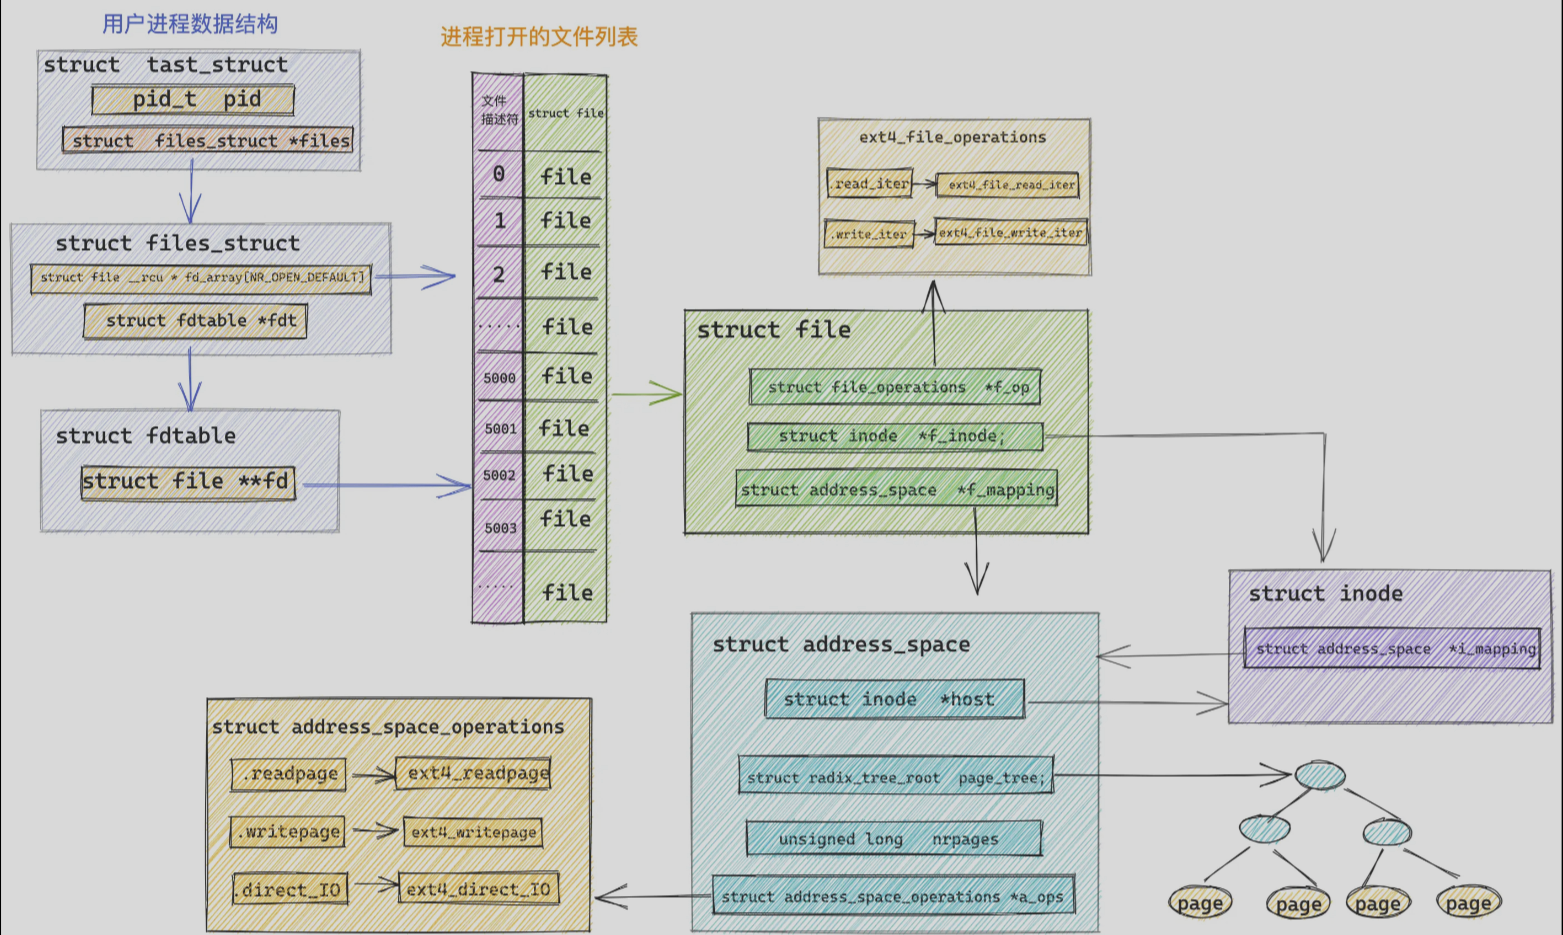 用户进程数据结构
struct tast_struct
pid_t pid
struct files_struct *files
struct files_struct
struct file __rcu * fd_array[NR_OPEN_DEFAULT]
struct fdtable *fdt
struct fdtable
struct file **fd
进程打开的文件列表
文件
描述符
struct file
0 file
1 file
2 file
····· file
5000 file
5001 file
5002 file
5003 file
····· file
ext4_file_operations
.read_iter ext4_file_read_iter
.write_iter ext4_file_write_iter
struct file
struct file_operations *f_op
struct inode *f_inode;
struct address_space *f_mapping
struct inode
struct address_space *i_mapping
struct address_space
struct inode *host
struct radix_tree_root page_tree;
unsigned long nrpages
struct address_space_operations *a_ops
struct address_space_operations
.readpage ext4_readpage
.writepage ext4_writepage
.direct_IO ext4_direct_IO
page page page page